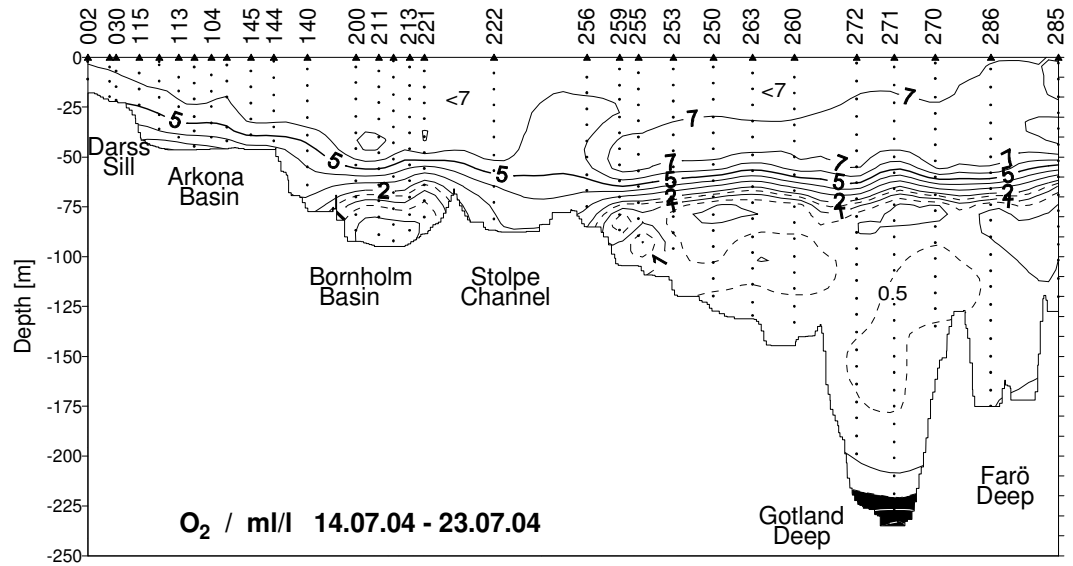 002 030 115 113 104 145 144 140 200 211 213 221 222 256 259 255 253 250 263 260 272 271 270 286 285
0
-25
-50
-75
-100
-125
-150
-175
-200
-225
-250
Depth [m]
<7 <7
7 7
5
5 5
7 7 7
5 5 5
2 2 2 2
1 1 1
1
0.5
Darss
Sill
Arkona
Basin
Bornholm
Basin
Stolpe
Channel
Gotland
Deep
Farö
Deep
O2 / ml/l 14.07.04 - 23.07.04